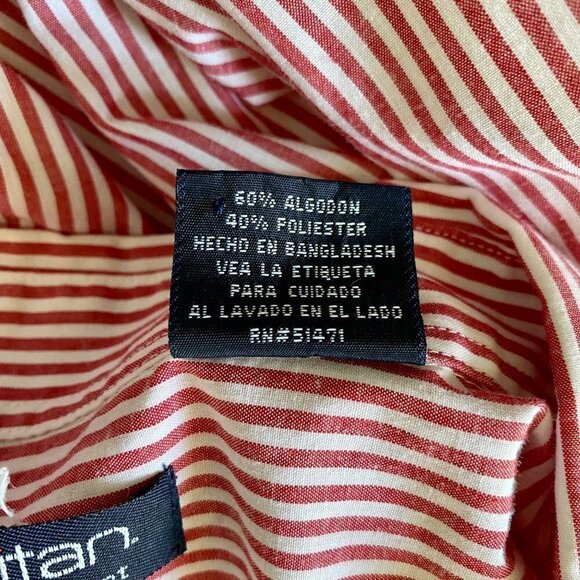 60% ALGODON
40% POLIESTER
HECHO EN BANGLADESH
VEA LA ETIQUETA
PARA CUIDADO
AL LAVADO EN EL LADO
RN#51471